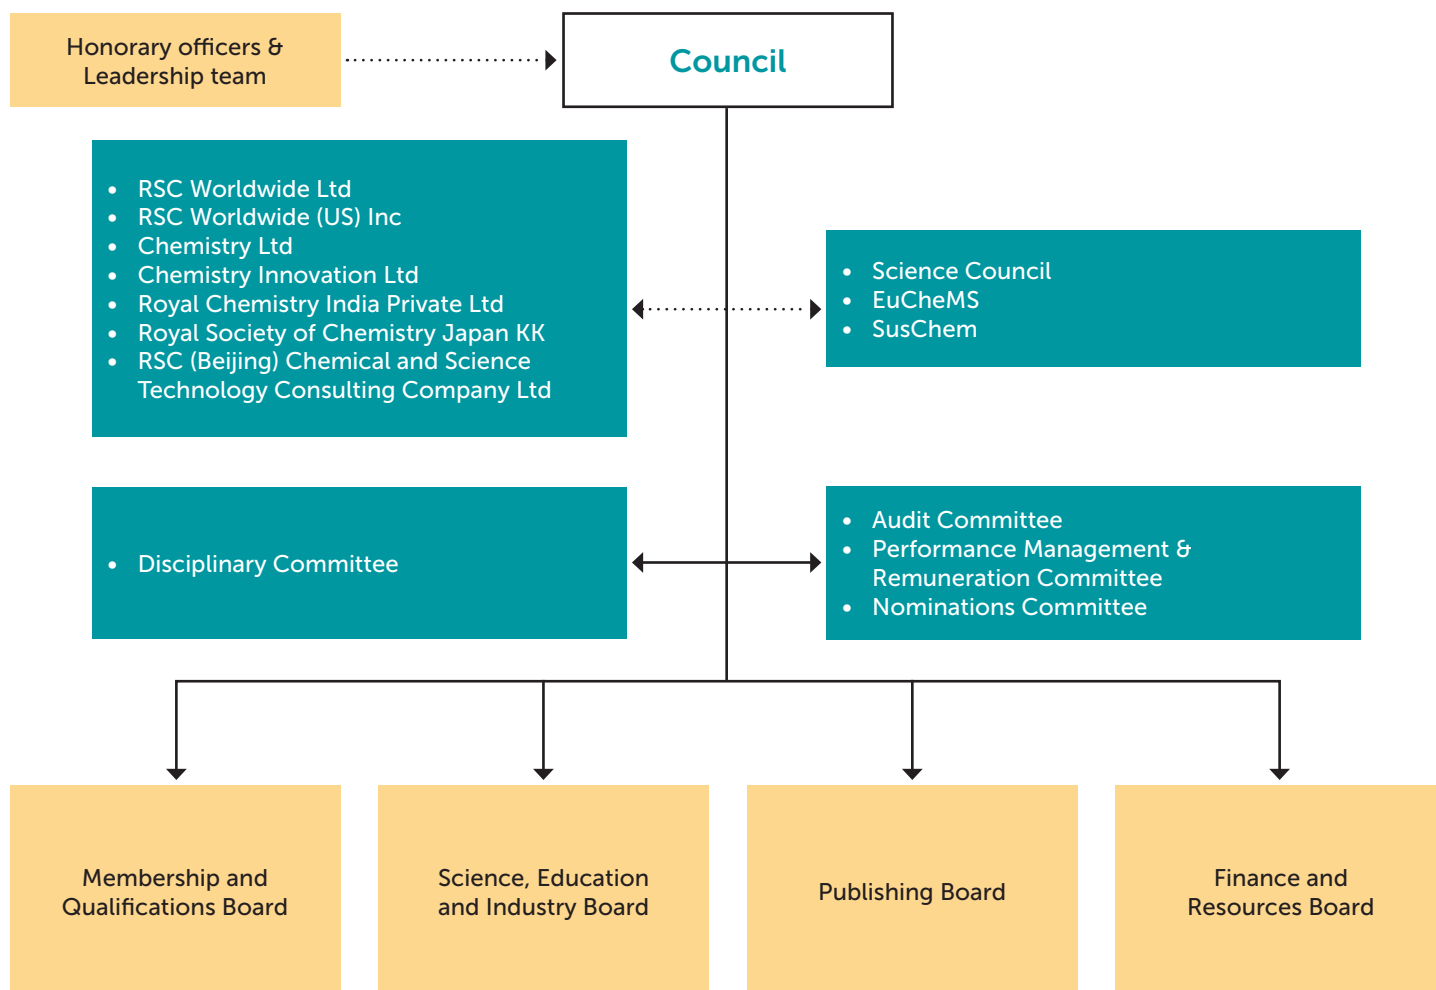 Honorary officers &
Leadership team
Council
• RSC Worldwide Ltd
• RSC Worldwide (US) Inc
• Chemistry Ltd
• Chemistry Innovation Ltd
• Royal Chemistry India Private Ltd
• Royal Society of Chemistry Japan KK
• RSC (Beijing) Chemical and Science
Technology Consulting Company Ltd
• Science Council
• EuCheMS
• SusChem
• Disciplinary Committee
• Audit Committee
• Performance Management &
Remuneration Committee
• Nominations Committee
Membership and
Qualifications Board
Science, Education
and Industry Board
Publishing Board
Finance and
Resources Board